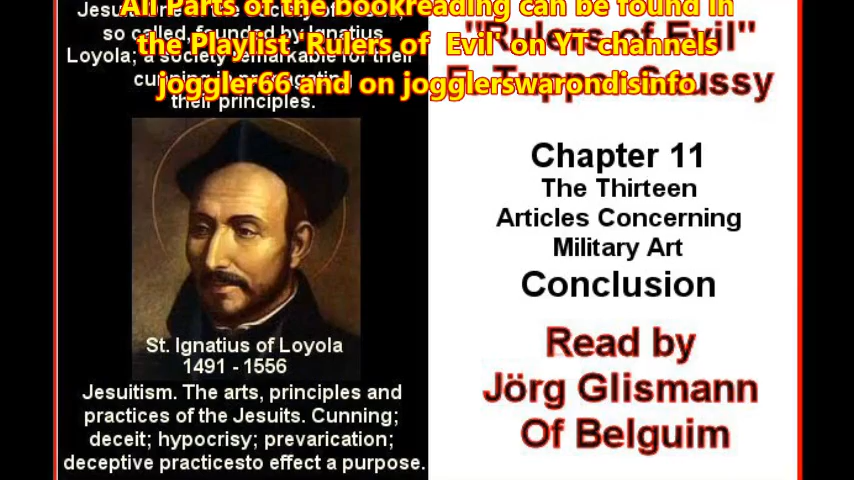 All Parts of the bookreading can be found in
the Playlist 'Rulers of Evil' on YT channels
joggler66 and on jogglerswarondisinfo
so called, founded by Ignatius
Loyola; a society remarkable for their
their principles.
St. Ignatius of Loyola
1491 - 1556
Jesuitism. The arts, principles and
practices of the Jesuits. Cunning;
deceit; hypocrisy; prevarication;
deceptive practicesto effect a purpose.
"Rulers of Evil"
Chapter 11
The Thirteen
Articles Concerning
Military Art
Conclusion
Read by
Jörg Glismann
Of Belguim